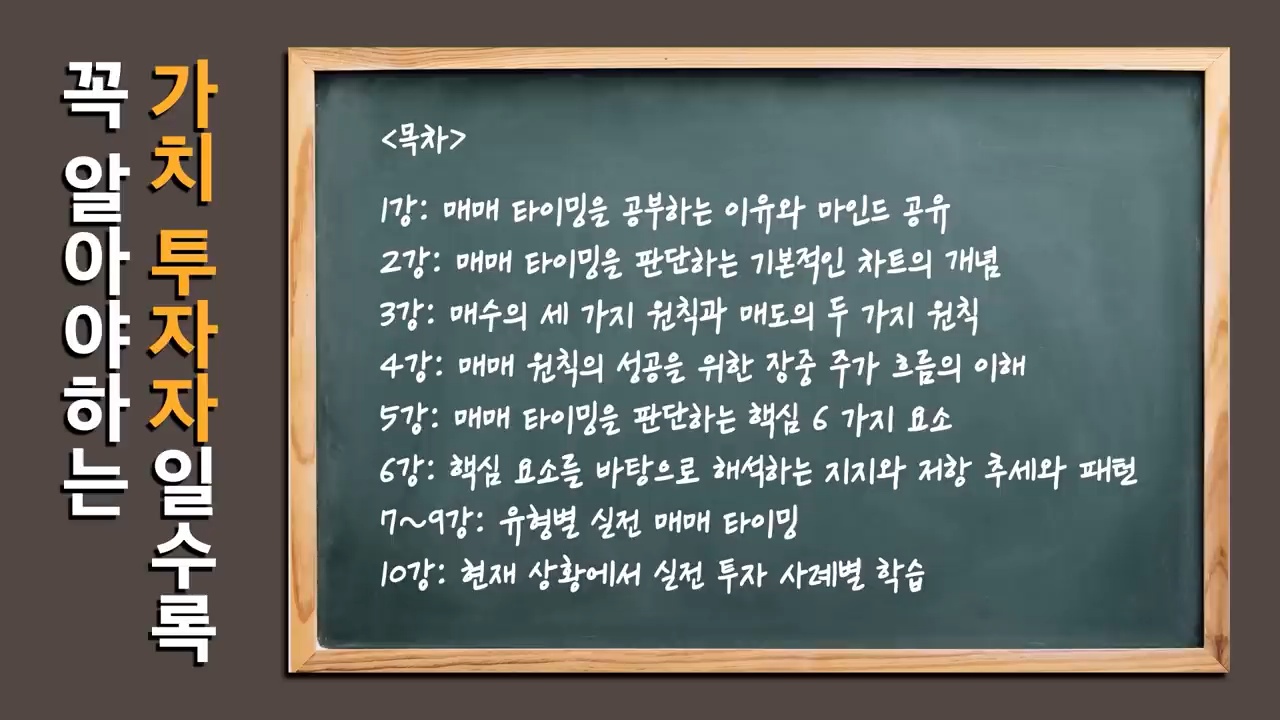 가치 투자자일수록
꼭 알아야하는
<목차>
1강: 매매 타이밍을 공부하는 이유와 마인드 공유
2강: 매매 타이밍을 판단하는 기본적인 차트의 개념
3강: 매수의 세 가지 원칙과 매도의 두 가지 원칙
4강: 매매 원칙의 성공을 위한 장중 주가 흐름의 이해
5강: 매매 타이밍을 판단하는 핵심 6 가지 요소
6강: 핵심 요소를 바탕으로 해석하는 지지와 저항 추세와 패턴
7~9강: 유형별 실전 매매 타이밍
10강: 현재 상황에서 실전 투자 사례별 학습